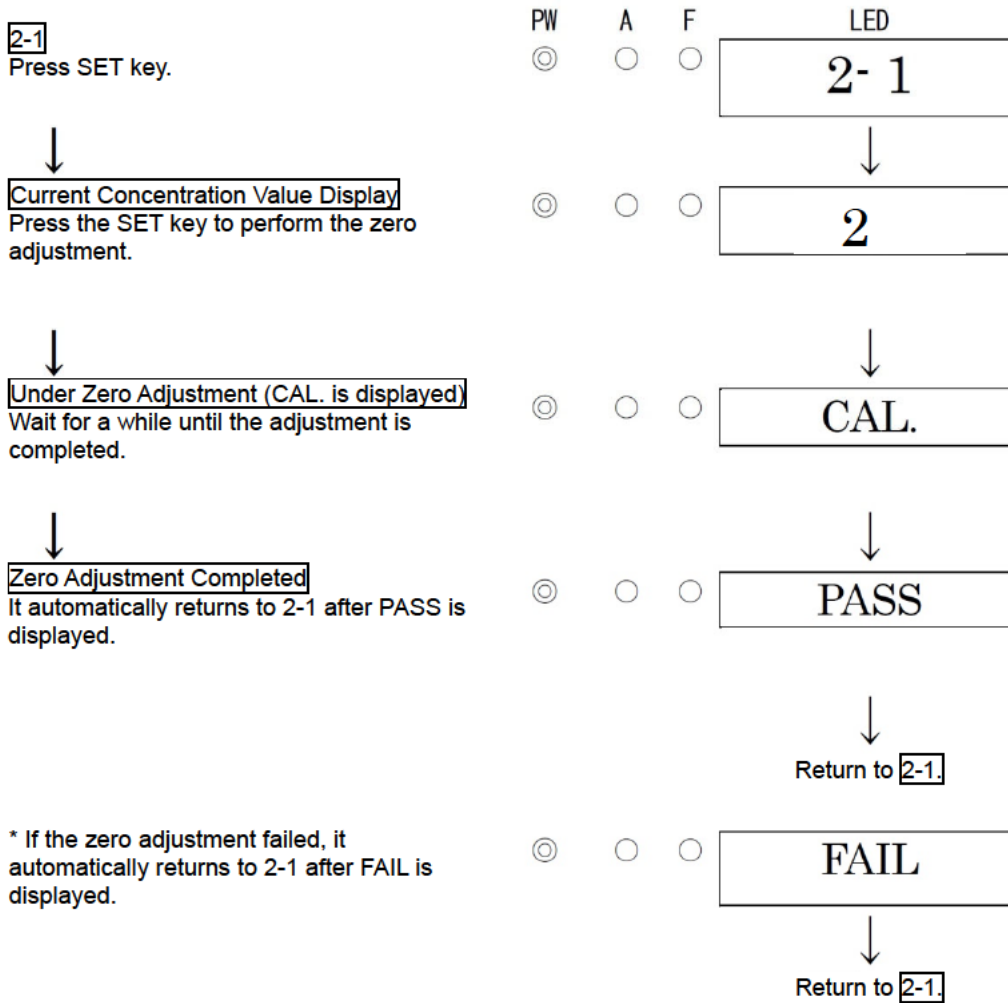 PW A F LED
2-1
Press SET key.
2- 1
Current Concentration Value Display
Press the SET key to perform the zero
adjustment.
2
Under Zero Adjustment (CAL. is displayed)
Wait for a while until the adjustment is
completed.
CAL.
Zero Adjustment Completed
It automatically returns to 2-1 after PASS is
displayed.
PASS
Return to 2-1.
* If the zero adjustment failed, it
automatically returns to 2-1 after FAIL is
displayed.
FAIL
Return to 2-1.